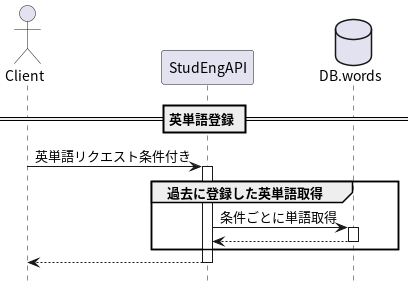 Client
StudEngAPI
DB.words
英単語登録
英単語リクエスト条件付き
過去に登録した英単語取得
条件ごとに単語取得